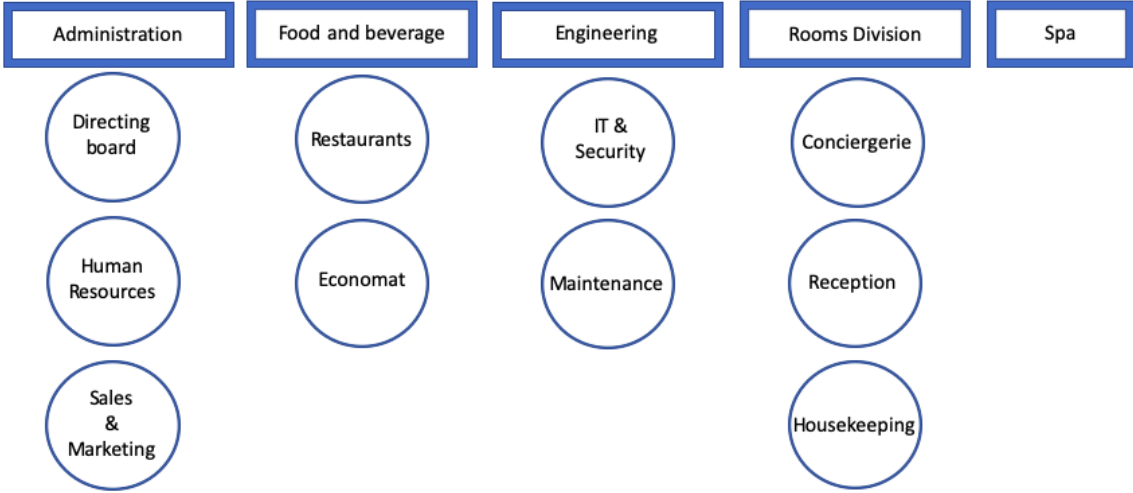 Administration
Food and beverage
Engineering
Rooms Division
Spa
Directing
board
Human
Resources
Sales
&
Marketing
Restaurants
Economat
IT &
Security
Maintenance
Conciergerie
Reception
Housekeeping